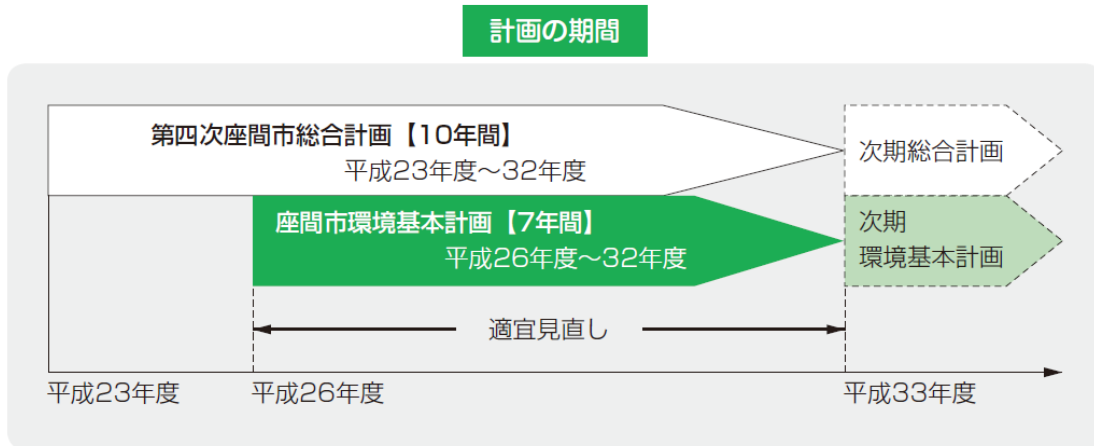 計画の期間
第四次座間市総合計画【10年間】
平成23年度～32年度
次期総合計画
座間市環境基本計画【7年間】
平成26年度～32年度
次期
環境基本計画
適宜見直し
平成23年度
平成26年度
平成33年度